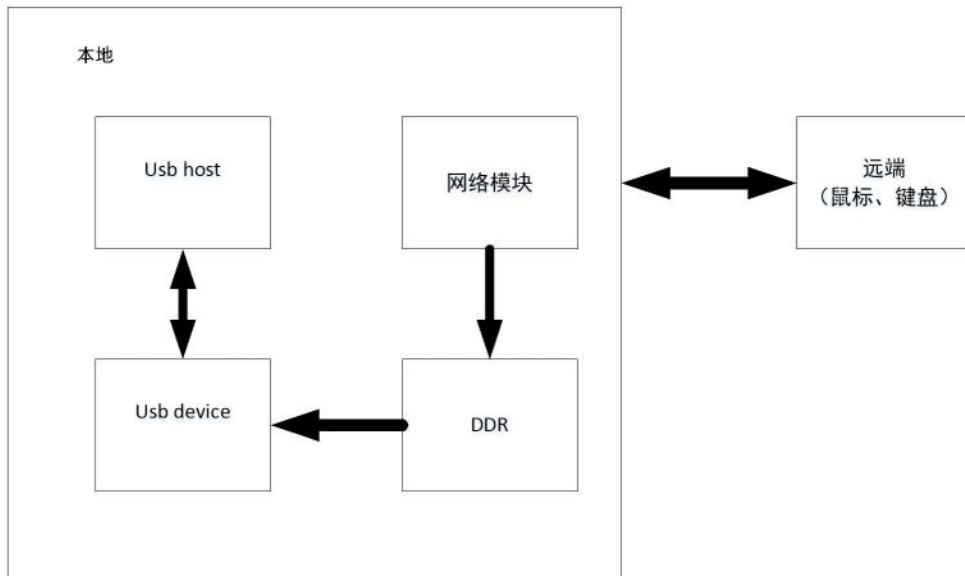 本地
Usb host
网络模块
远端
（鼠标、键盘）
Usb device
DDR